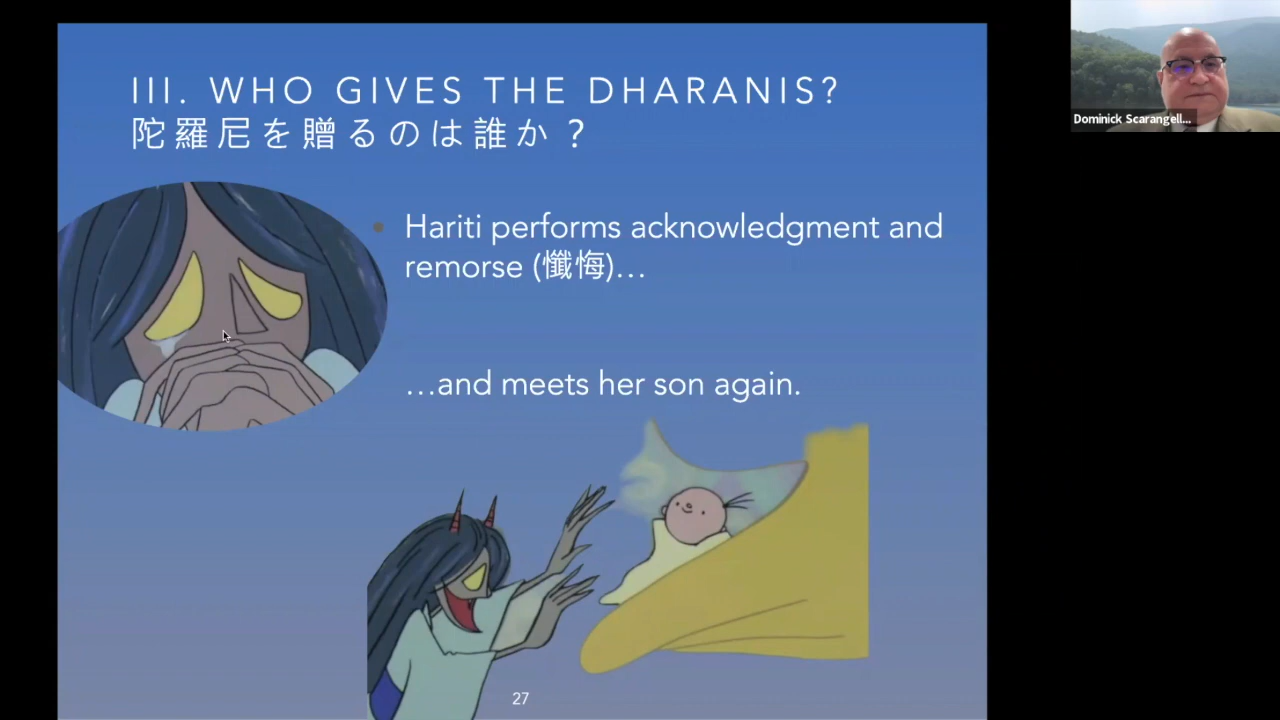 III. WHO GIVES THE DHARANIS?
陀羅尼を贈るのは誰か？
Hariti performs acknowledgment and
remorse (懺悔)…
…and meets her son again.
27
Dominick Scarangell...